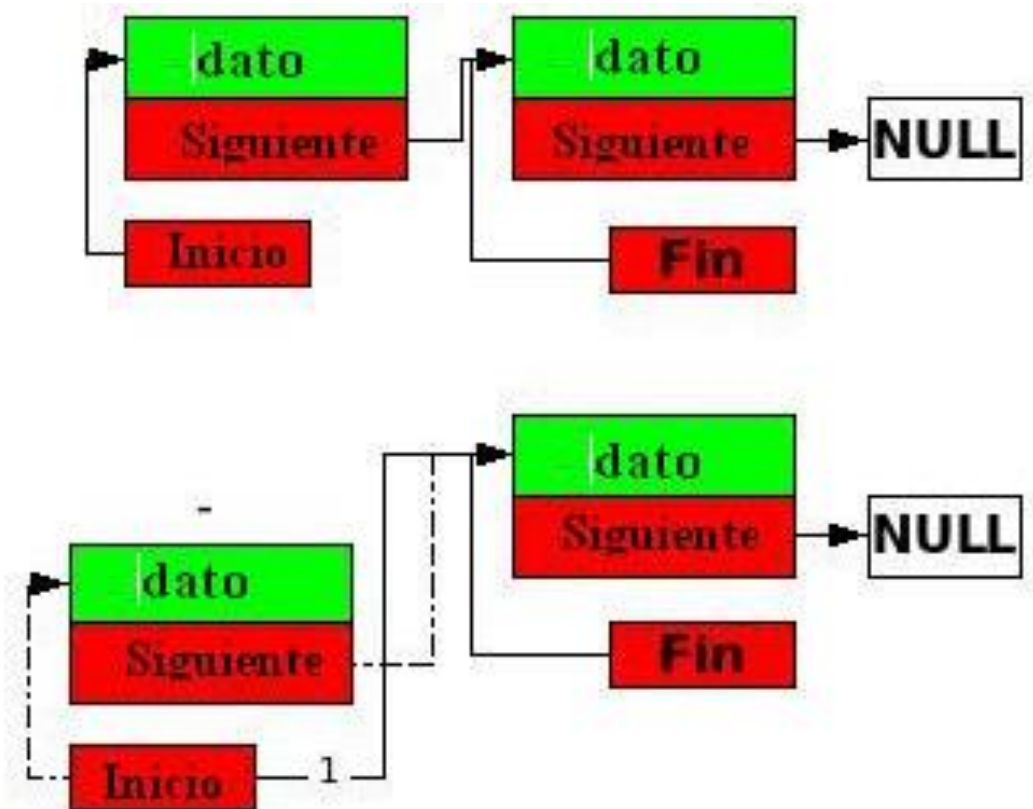 dato dato
Siguiente Siguiente NULL
Inicio Fin
dato
-
Siguiente NULL
dato
Siguiente Fin
Inicio 1